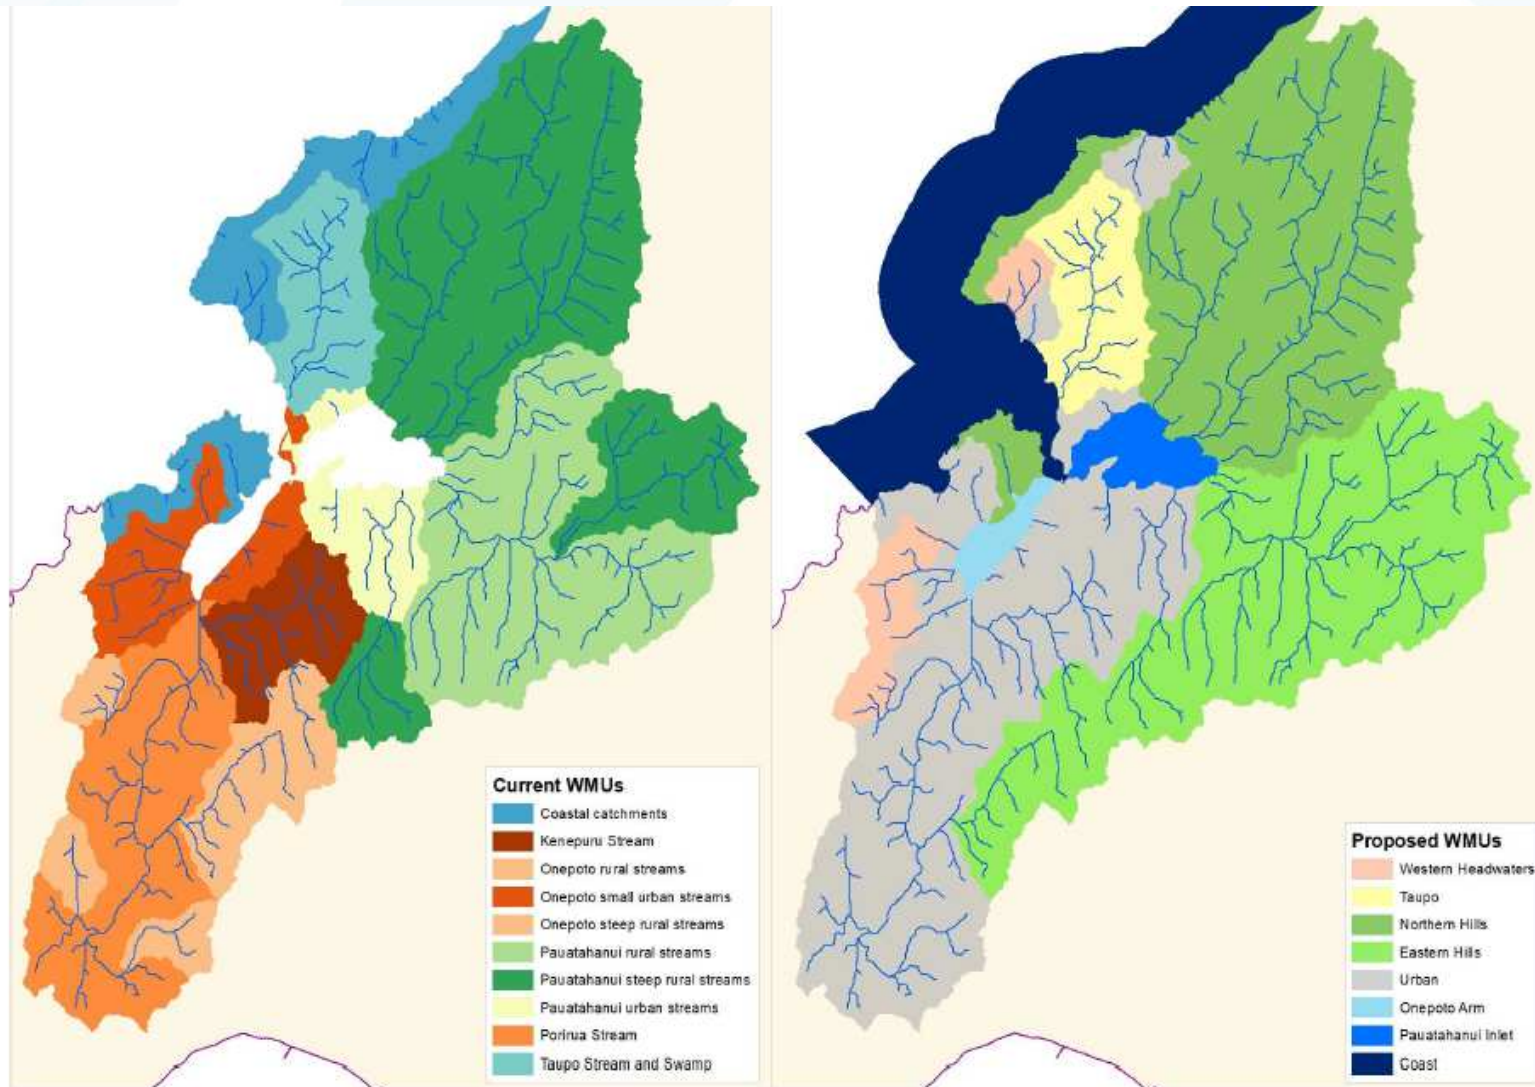 Current WMUs
Coastal catchments
Kenepuru Stream
Onepoto rural streams
Onepoto small urban streams
Onepoto steep rural streams
Pauatahanui rural streams
Pauatahanui steep rural streams
Pauatahanui urban streams
Porirua Stream
Taupo Stream and Swamp
Proposed WMUs
Western Headwaters
Taupo
Northern Hills
Eastern Hills
Urban
Onepoto Arm
Pauatahanui Inlet
Coast